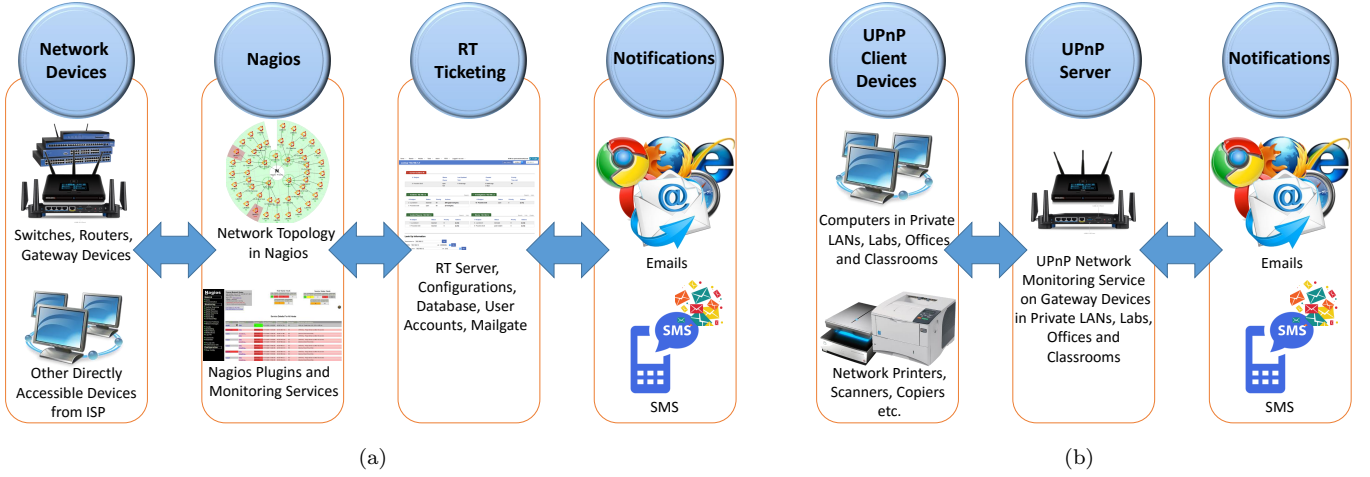 Network
Devices
Nagios
RT
Ticketing
Notifications
UPnP
Client
Devices
UPnP
Server
Notifications
Switches, Routers,
Gateway Devices
Other Directly
Accessible Devices
from ISP
N
Network Topology
in Nagios
Nagios
Nagios Plugins and
Monitoring Services
RT Server,
Configurations,
Database, User
Accounts, Mailgate
@
Emails
SMS
SMS
Computers in Private
LANs, Labs, Offices
and Classrooms
Network Printers,
Scanners, Copiers
etc.
UPnP Network
Monitoring Service
on Gateway Devices
in Private LANs, Labs,
Offices and
Classrooms
@
Emails
SMS
SMS
(a)
(b)